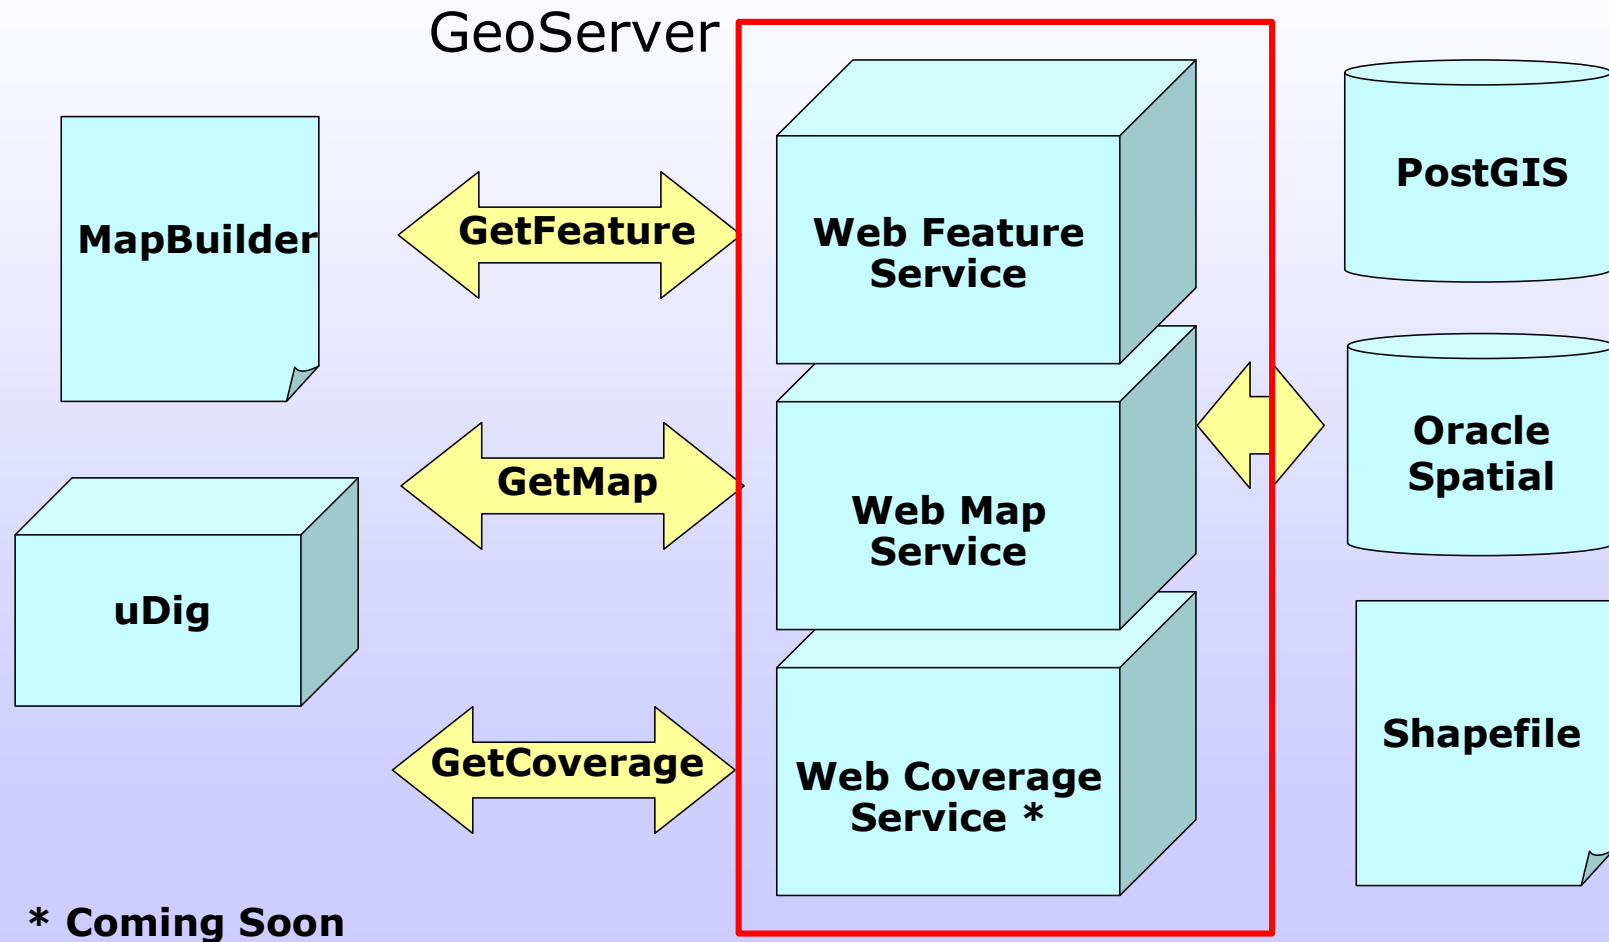 GeoServer
MapBuilder
uDig
GetFeature
GetMap
GetCoverage
Web Feature
Service
Web Map
Service
Web Coverage
Service *
PostGIS
Oracle
Spatial
Shapefile
* Coming Soon